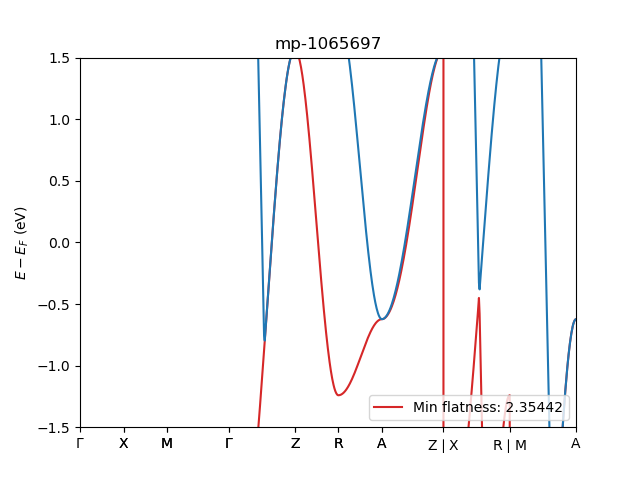 mp-1065697
E − E_F (eV)
1.5
1.0
0.5
0.0
−0.5
−1.0
−1.5
Min flatness: 2.35442
Γ X M Γ Z R A Z | X R | M A